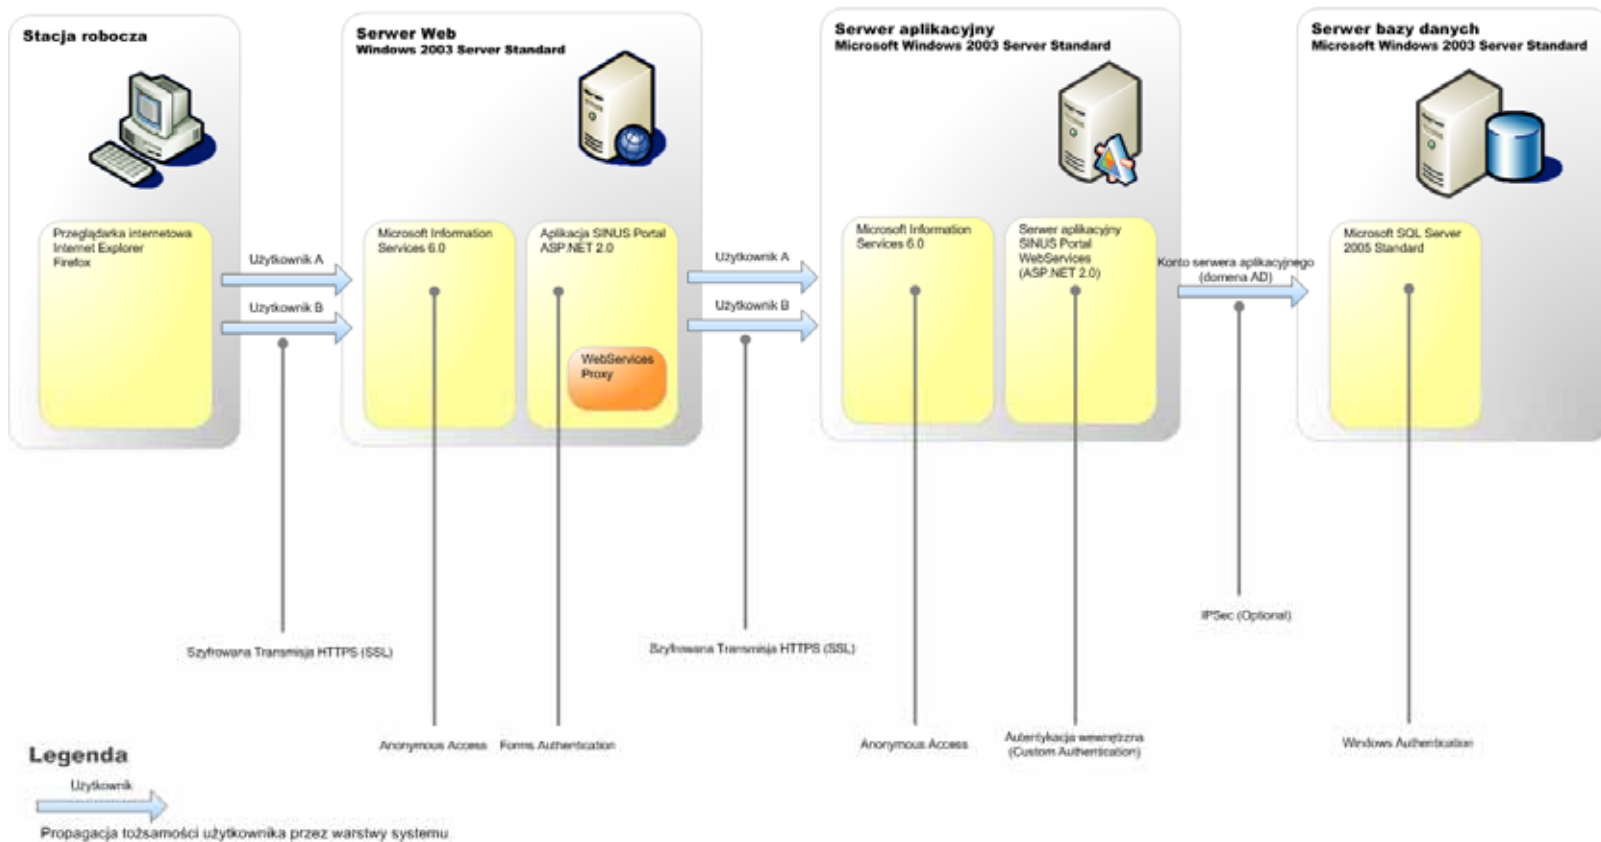 Stacja robocza
Przeglądarka internetowa
Internet Explorer
Firefox
Użytkownik A
Użytkownik B
Szyfrowana Transmisja HTTPS (SSL)
Serwer Web
Windows 2003 Server Standard
Microsoft Information
Services 6.0
Aplikacja SINUS Portal
ASP.NET 2.0
WebServices
Proxy
Anonymous Access
Forms Authentication
Użytkownik A
Użytkownik B
Szyfrowana Transmisja HTTPS (SSL)
Serwer aplikacyjny
Microsoft Windows 2003 Server Standard
Microsoft Information
Services 6.0
Serwer aplikacyjny
SINUS Portal
WebServices
(ASP.NET 2.0)
Anonymous Access
Autentykacja wewnętrzna
(Custom Authentication)
Konto serwera aplikacyjnego
(domena AD)
IPSec (Optional)
Serwer bazy danych
Microsoft Windows 2003 Server Standard
Microsoft SQL Server
2005 Standard
Windows Authentication
Legenda
Użytkownik
Propagacja tożsamości użytkownika przez warstwy systemu